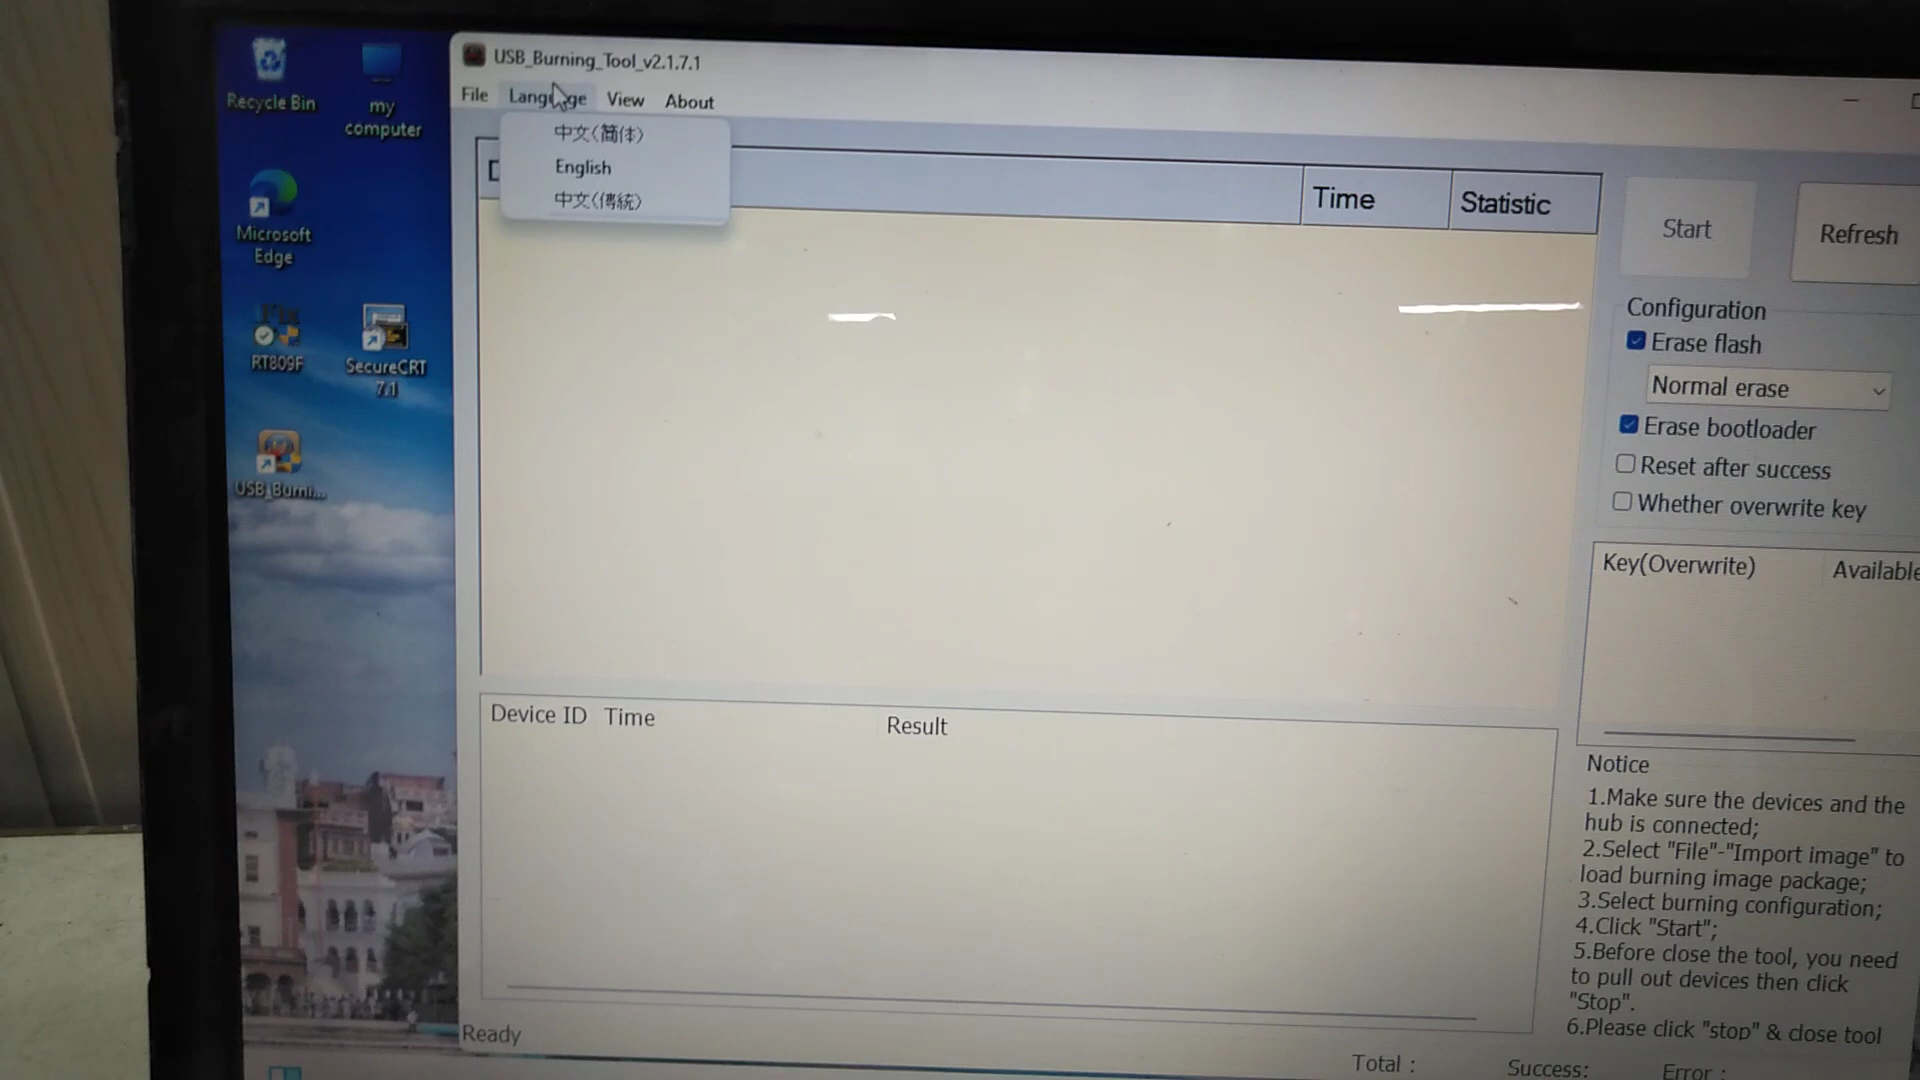 Recycle Bin
my
computer
Microsoft
Edge
RT809F
SecureCRT
7.1
USB_Burni...
USB_Burning_Tool_v2.1.7.1
File Language View About
中文(简体)
English
中文(傳統)
Time Statistic
Start Refresh
Configuration
Erase flash
Normal erase
Erase bootloader
Reset after success
Whether overwrite key
Key(Overwrite) Available
Device ID Time Result
Notice
1.Make sure the devices and the
hub is connected;
2.Select "File"-"Import image" to
load burning image package;
3.Select burning configuration;
4.Click "Start";
5.Before close the tool, you need
to pull out devices then click
"Stop".
6.Please click "stop" & close tool
Ready
Total : Success: Error :